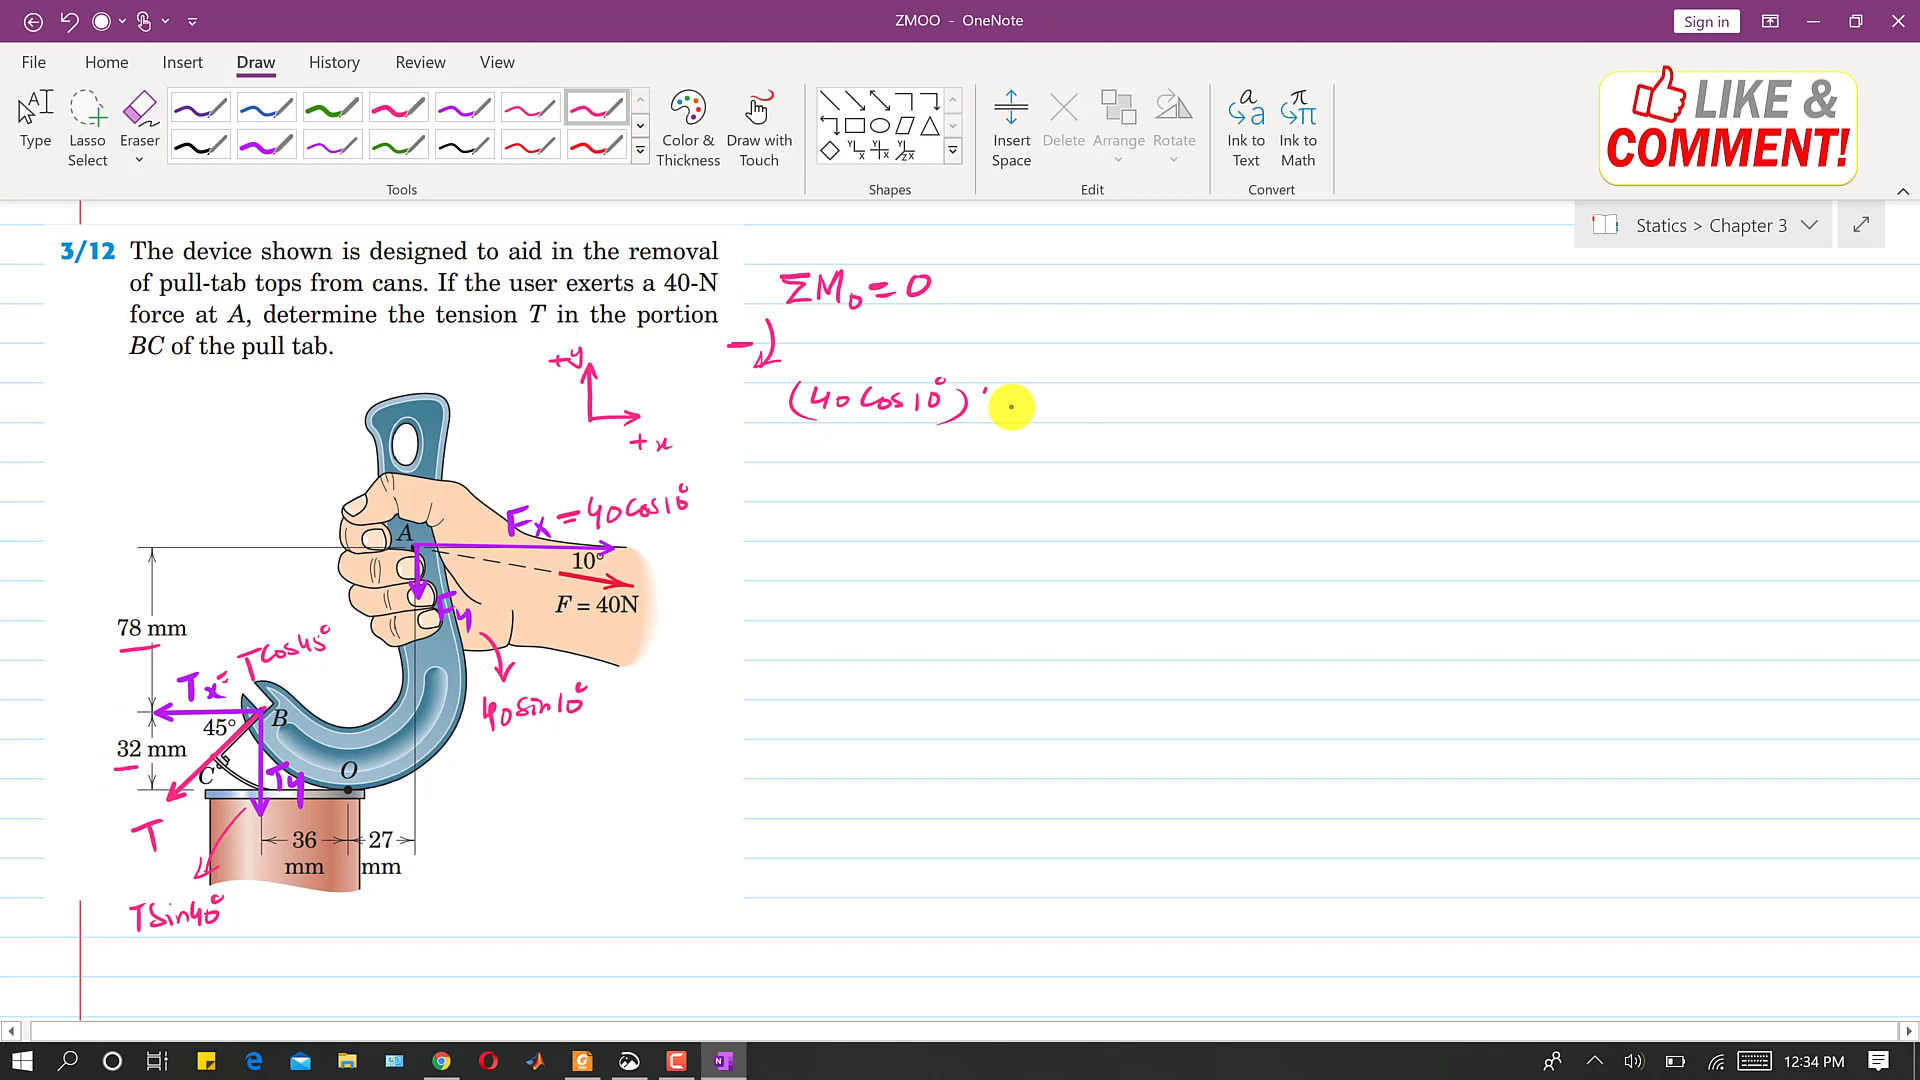 ZMOO - OneNote
Sign in
File Home Insert Draw History Review View
LIKE &
COMMENT!
Type
Lasso Select
Eraser
Color & Thickness
Draw with Touch
Insert Space
Delete
Arrange
Rotate
Ink to Text
Ink to Math
Tools
Shapes
Edit
Convert
Statics > Chapter 3
3/12 The device shown is designed to aid in the removal
of pull-tab tops from cans. If the user exerts a 40-N
force at A, determine the tension T in the portion
BC of the pull tab.
ΣM₀ = 0
(40 Cos10°)
+y
+x
A
Fx = 40cos10°
10°
F = 40N
Fy
78 mm
Tcos45°
Tx =
40sin10°
45°
B
32 mm
C
Ty
O
T
36 mm
27 mm
Tsin40°
12:34 PM